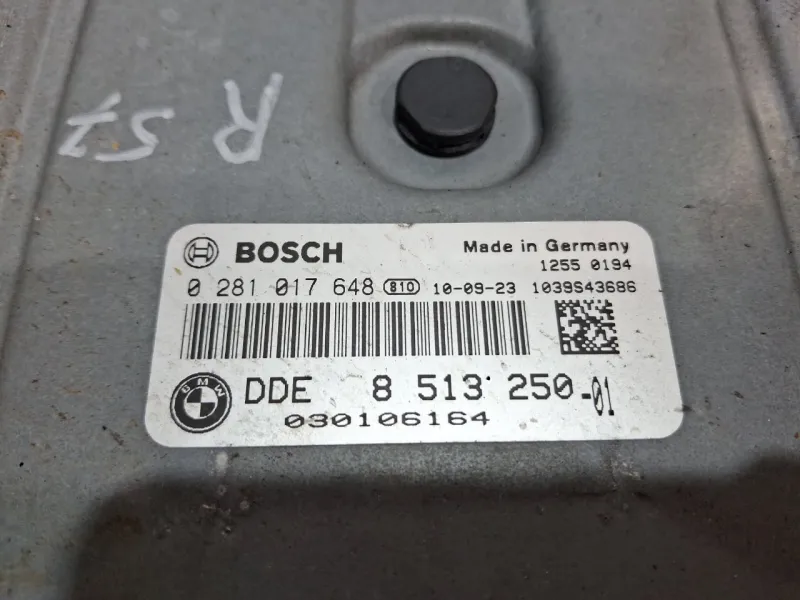 R 57
BOSCH
Made in Germany
1255 0194
0 281 017 648 810 10-09-23 1039S43686
BMW
DDE 8 513 250-01
030106164